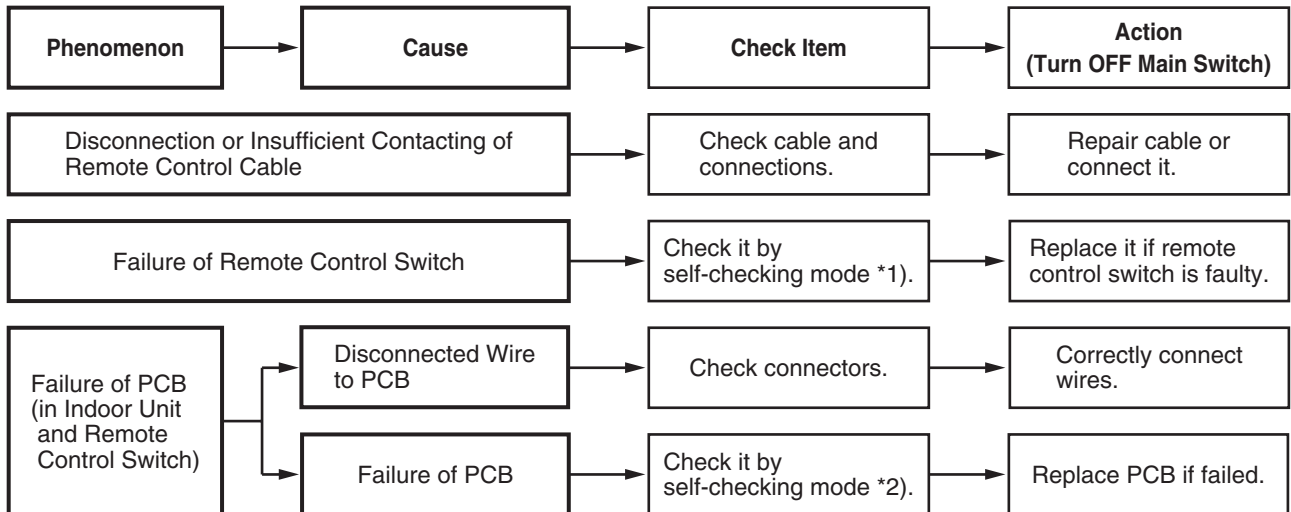 Phenomenon
Cause
Check Item
Action
(Turn OFF Main Switch)
Disconnection or Insufficient Contacting of
Remote Control Cable
Check cable and
connections.
Repair cable or
connect it.
Failure of Remote Control Switch
Check it by
self-checking mode *1).
Replace it if remote
control switch is faulty.
Failure of PCB
(in Indoor Unit
and Remote
Control Switch)
Disconnected Wire
to PCB
Check connectors.
Correctly connect
wires.
Failure of PCB
Check it by
self-checking mode *2).
Replace PCB if failed.